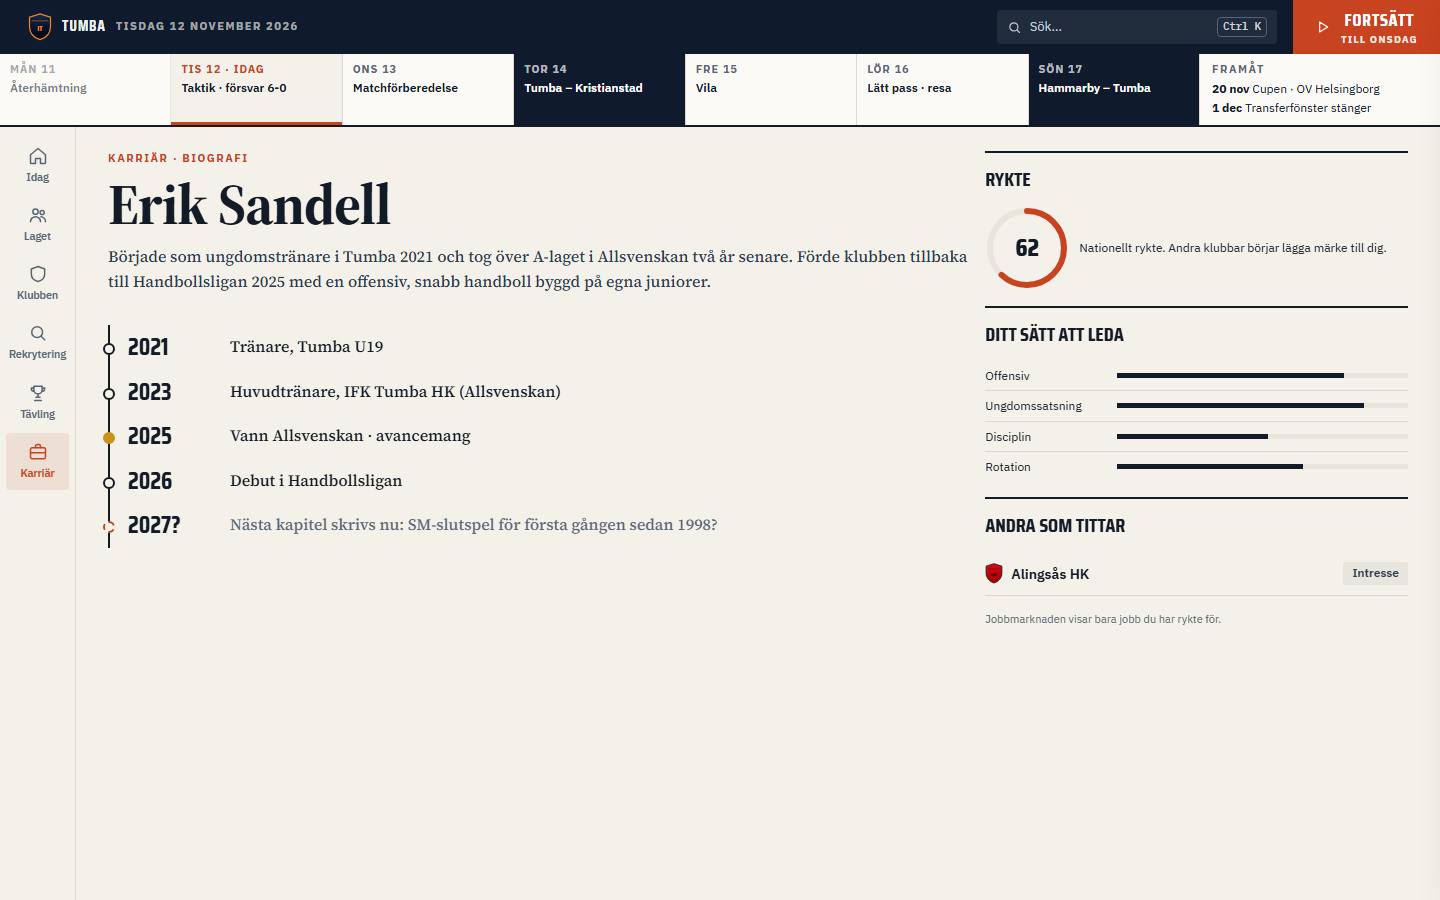 IT
TUMBA TISDAG 12 NOVEMBER 2026
Sök... Ctrl K
FORTSÄTT
TILL ONSDAG
MÅN 11
Återhämtning
TIS 12 · IDAG
Taktik · försvar 6-0
ONS 13
Matchförberedelse
TOR 14
Tumba – Kristianstad
FRE 15
Vila
LÖR 16
Lätt pass · resa
SÖN 17
Hammarby – Tumba
FRAMÅT
20 nov Cupen · OV Helsingborg
1 dec Transferfönster stänger
Idag
Laget
Klubben
Rekrytering
Tävling
Karriär
KARRIÄR · BIOGRAFI
Erik Sandell
Började som ungdomstränare i Tumba 2021 och tog över A-laget i Allsvenskan två år senare. Förde klubben tillbaka
till Handbollsligan 2025 med en offensiv, snabb handboll byggd på egna juniorer.
2021 Tränare, Tumba U19
2023 Huvudtränare, IFK Tumba HK (Allsvenskan)
2025 Vann Allsvenskan · avancemang
2026 Debut i Handbollsligan
2027? Nästa kapitel skrivs nu: SM-slutspel för första gången sedan 1998?
RYKTE
62 Nationellt rykte. Andra klubbar börjar lägga märke till dig.
DITT SÄTT ATT LEDA
Offensiv
Ungdomssatsning
Disciplin
Rotation
ANDRA SOM TITTAR
Alingsås HK Intresse
Jobbmarknaden visar bara jobb du har rykte för.